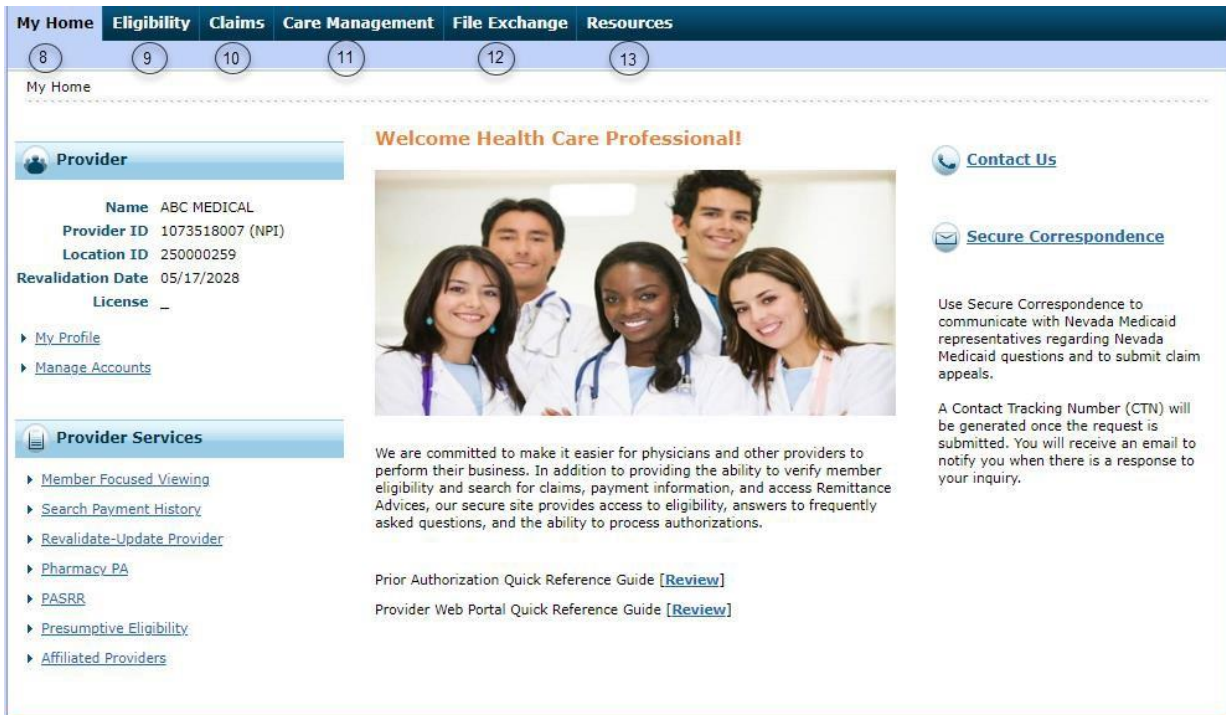 My Home Eligibility Claims Care Management File Exchange Resources
8 9 10 11 12 13
My Home
Provider
Name ABC MEDICAL
Provider ID 1073518007 (NPI)
Location ID 250000259
Revalidation Date 05/17/2028
License _
My Profile
Manage Accounts
Provider Services
Member Focused Viewing
Search Payment History
Revalidate-Update Provider
Pharmacy PA
PASRR
Presumptive Eligibility
Affiliated Providers
Welcome Health Care Professional!
We are committed to make it easier for physicians and other providers to
perform their business. In addition to providing the ability to verify member
eligibility and search for claims, payment information, and access Remittance
Advices, our secure site provides access to eligibility, answers to frequently
asked questions, and the ability to process authorizations.
Prior Authorization Quick Reference Guide [Review]
Provider Web Portal Quick Reference Guide [Review]
Contact Us
Secure Correspondence
Use Secure Correspondence to
communicate with Nevada Medicaid
representatives regarding Nevada
Medicaid questions and to submit claim
appeals.
A Contact Tracking Number (CTN) will
be generated once the request is
submitted. You will receive an email to
notify you when there is a response to
your inquiry.